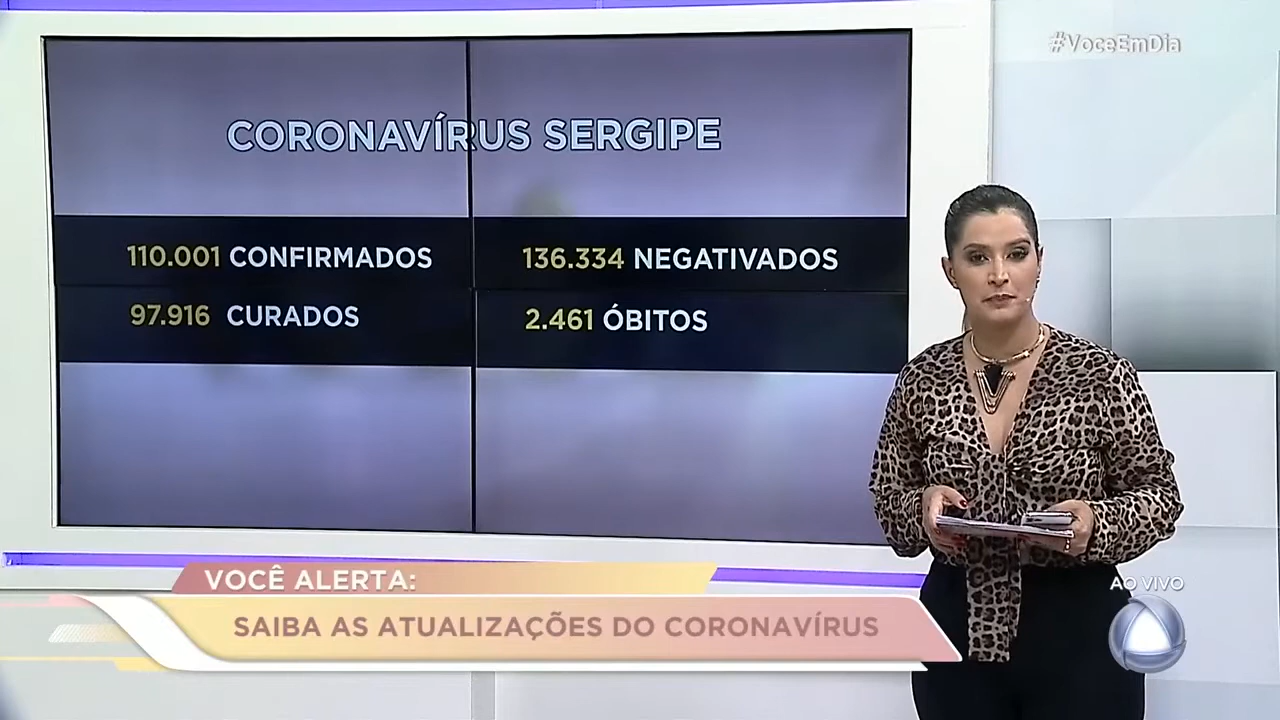 #VoceEmDia
CORONAVÍRUS SERGIPE
110.001 CONFIRMADOS
136.334 NEGATIVADOS
97.916 CURADOS
2.461 ÓBITOS
VOCÊ ALERTA:
SAIBA AS ATUALIZAÇÕES DO CORONAVÍRUS
AO VIVO